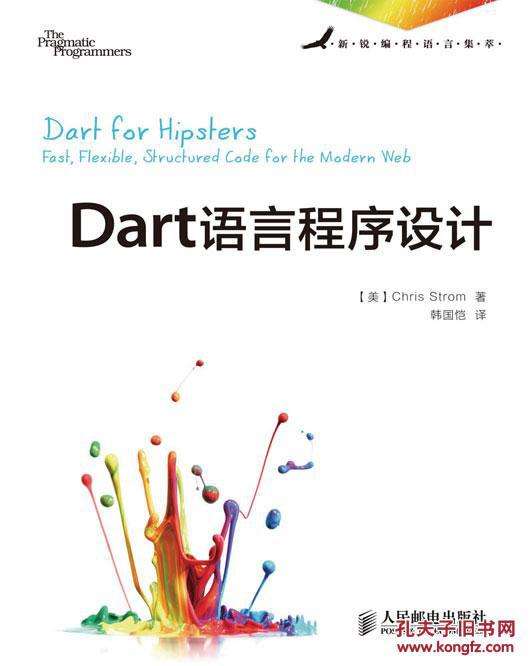 The
Pragmatic
Programmers
·新·锐·编·程·语·言·集·萃·
Dart for Hipsters
Fast, Flexible, Structured Code for the Modern Web
Dart语言程序设计
【美】Chris Strom 著
韩国恺 译
人民邮电出版社
孔夫子旧书网
www.kongfz.com